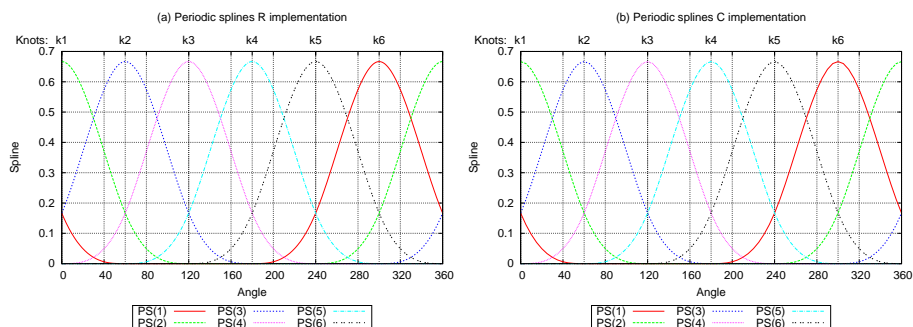 (a) Periodic splines R implementation
Knots: k1 k2 k3 k4 k5 k6
0.7
0.6
0.5
0.4
0.3
0.2
0.1
0
Spline
0 40 80 120 160 200 240 280 320 360
Angle
PS(1) PS(3) PS(5)
PS(2) PS(4) PS(6)
(b) Periodic splines C implementation
Knots: k1 k2 k3 k4 k5 k6
0.7
0.6
0.5
0.4
0.3
0.2
0.1
0
Spline
0 40 80 120 160 200 240 280 320 360
Angle
PS(1) PS(3) PS(5)
PS(2) PS(4) PS(6)